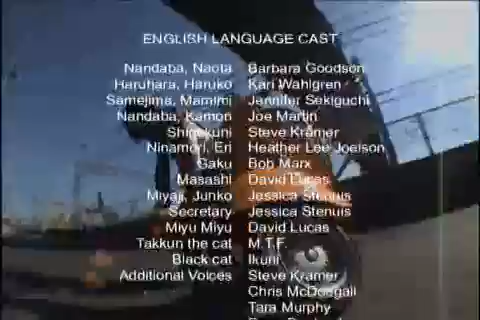 ENGLISH LANGUAGE CAST
Nandaba, Naota Barbara Goodson
Haruhara, Haruko Kari Wahlgren
Samejima, Mamimi Jennifer Sekiguchi
Nandaba, Kamon Joe Martin
Shigekuni Steve Kramer
Ninamori, Eri Heather Lee Joelson
Gaku Bob Marx
Masashi David Lucas
Miyaji, Junko Jessica Stenuis
Secretary Jessica Stenuis
Miyu Miyu David Lucas
Takkun the cat M.T.F.
Black cat Ikuni
Additional Voices Steve Kramer
Chris McDougall
Tara Murphy